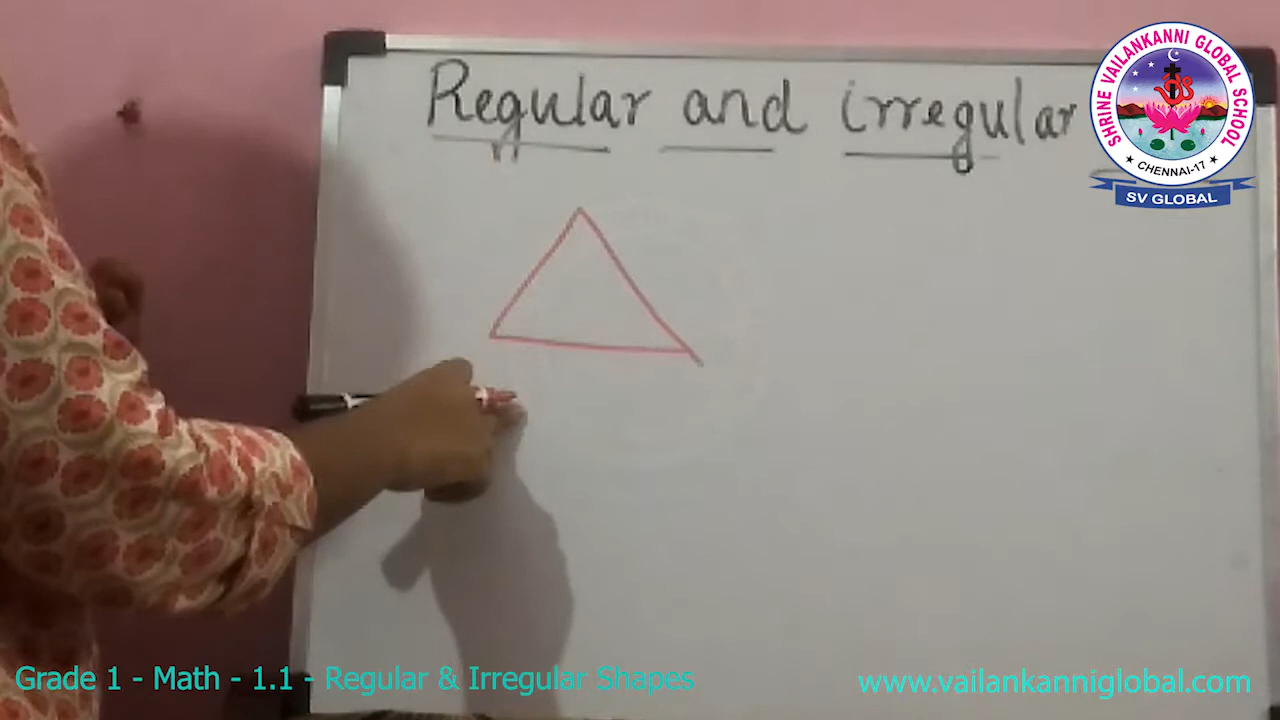 Regular and irregular
SHRINE VAILANKANNI GLOBAL SCHOOL
★ CHENNAI-17 ★
SV GLOBAL
Grade 1 - Math - 1.1 - Regular & Irregular Shapes
www.vailankanniglobal.com